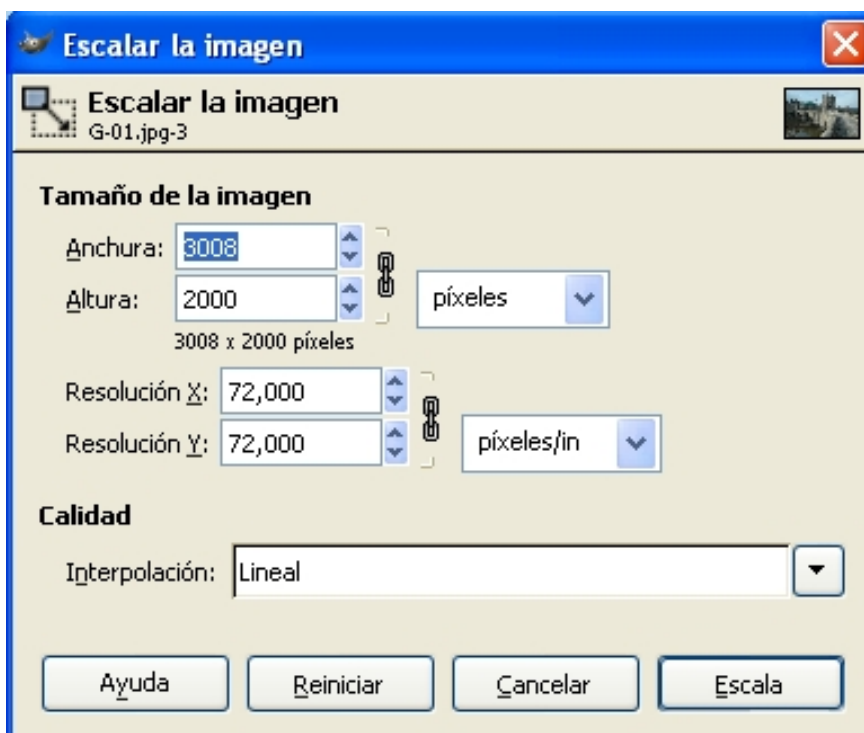 Escalar la imagen
Escalar la imagen
G-01.jpg-3
Tamaño de la imagen
Anchura: 3008
Altura: 2000 píxeles
3008 x 2000 píxeles
Resolución X: 72,000
Resolución Y: 72,000 píxeles/in
Calidad
Interpolación: Lineal
Ayuda Reiniciar Cancelar Escala